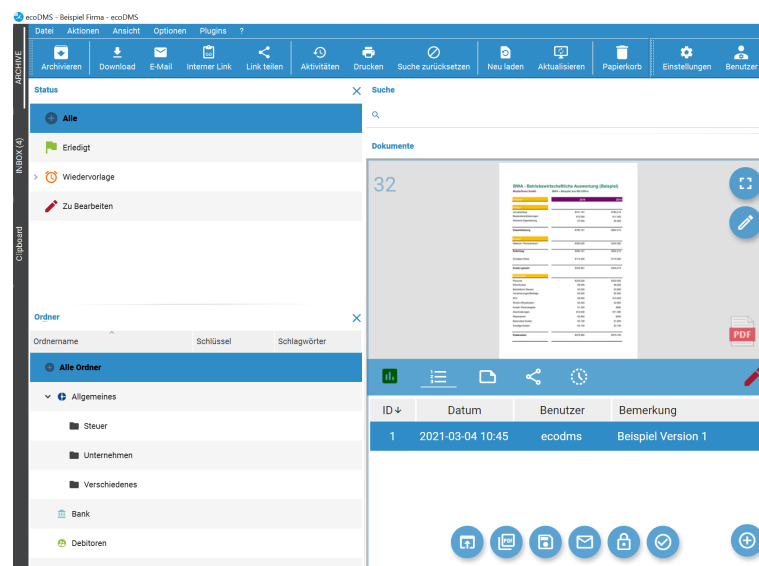 ecoDMS - Beispiel Firma - ecoDMS
Datei Aktionen Ansicht Optionen Plugins ?
Archivieren Download E-Mail Interner Link Link teilen Aktivitäten Drucken Suche zurücksetzen Neu laden Aktualisieren Papierkorb Einstellungen Benutzer
ARCHIVE
INBOX (4)
Clipboard
Status
Alle
Erledigt
Wiedervorlage
Zu Bearbeiten
Ordner
Ordnername Schlüssel Schlagwörter
Alle Ordner
Allgemeines
Steuer
Unternehmen
Verschiedenes
Bank
Debitoren
Suche
Dokumente
32
BWA - Betriebswirtschaftliche Auswertung (Beispiel)
PDF
ID Datum Benutzer Bemerkung
1 2021-03-04 10:45 ecodms Beispiel Version 1
PDF